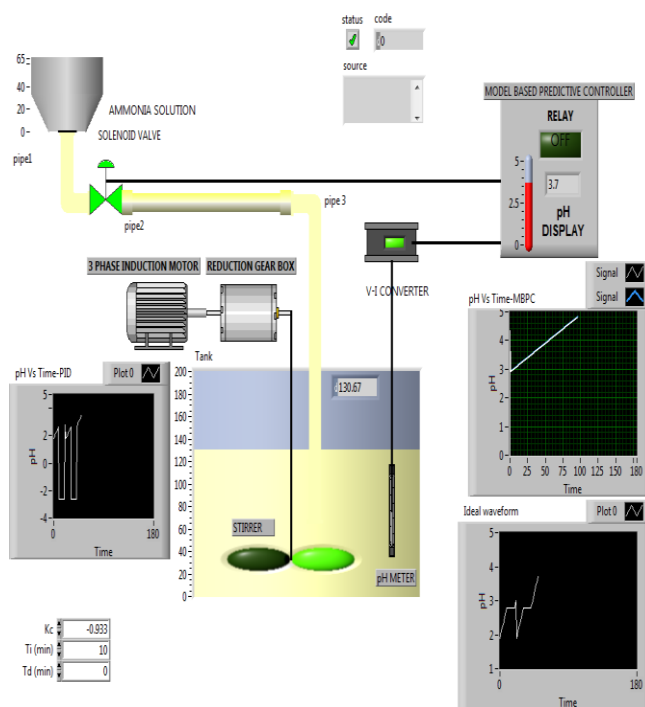 status code
0
source
65
40
20
0
AMMONIA SOLUTION
SOLENOID VALVE
pipe1
pipe2
pipe 3
MODEL BASED PREDICTIVE CONTROLLER
RELAY
OFF
5
2.5
0
3.7
pH
DISPLAY
V-I CONVERTER
3 PHASE INDUCTION MOTOR
REDUCTION GEAR BOX
Signal
Signal
pH Vs Time-MBPC
5
4
3
2
1
0
pH
0 25 50 75 100 125 150 180
Time
Tank
200
180
160
140
120
100
80
60
40
20
0
130.67
STIRRER
pH METER
pH Vs Time-PID
Plot 0
4
2
0
-2
-4
pH
0 180
Time
Ideal waveform
Plot 0
5
4
3
2
1
pH
0 180
Time
Kc -0.933
Ti (min) 10
Td (min) 0